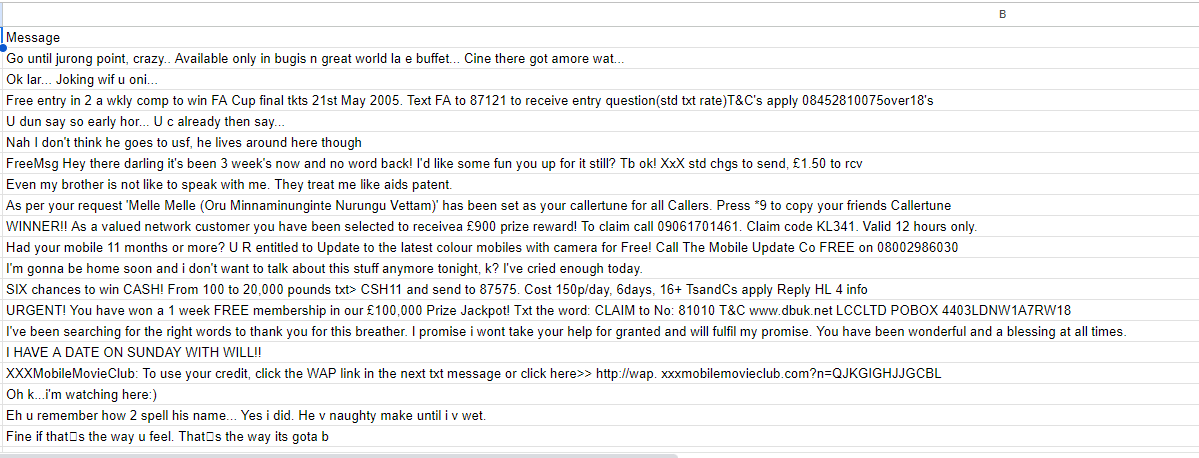 B
Message
Go until jurong point, crazy.. Available only in bugis n great world la e buffet... Cine there got amore wat...
Ok lar... Joking wif u oni...
Free entry in 2 a wkly comp to win FA Cup final tkts 21st May 2005. Text FA to 87121 to receive entry question(std txt rate)T&C's apply 08452810075over18's
U dun say so early hor... U c already then say...
Nah I don't think he goes to usf, he lives around here though
FreeMsg Hey there darling it's been 3 week's now and no word back! I'd like some fun you up for it still? Tb ok! XxX std chgs to send, £1.50 to rcv
Even my brother is not like to speak with me. They treat me like aids patent.
As per your request 'Melle Melle (Oru Minnaminunginte Nurungu Vettam)' has been set as your callertune for all Callers. Press *9 to copy your friends Callertune
WINNER!! As a valued network customer you have been selected to receivea £900 prize reward! To claim call 09061701461. Claim code KL341. Valid 12 hours only.
Had your mobile 11 months or more? U R entitled to Update to the latest colour mobiles with camera for Free! Call The Mobile Update Co FREE on 08002986030
I'm gonna be home soon and i don't want to talk about this stuff anymore tonight, k? I've cried enough today.
SIX chances to win CASH! From 100 to 20,000 pounds txt> CSH11 and send to 87575. Cost 150p/day, 6days, 16+ TsandCs apply Reply HL 4 info
URGENT! You have won a 1 week FREE membership in our £100,000 Prize Jackpot! Txt the word: CLAIM to No: 81010 T&C www.dbuk.net LCCLTD POBOX 4403LDNW1A7RW18
I've been searching for the right words to thank you for this breather. I promise i wont take your help for granted and will fulfil my promise. You have been wonderful and a blessing at all times.
I HAVE A DATE ON SUNDAY WITH WILL!!
XXXMobileMovieClub: To use your credit, click the WAP link in the next txt message or click here>> http://wap. xxxmobilemovieclub.com?n=QJKGIGHJJGCBL
Oh k...i'm watching here:)
Eh u remember how 2 spell his name... Yes i did. He v naughty make until i v wet.
Fine if that□s the way u feel. That□s the way its gota b